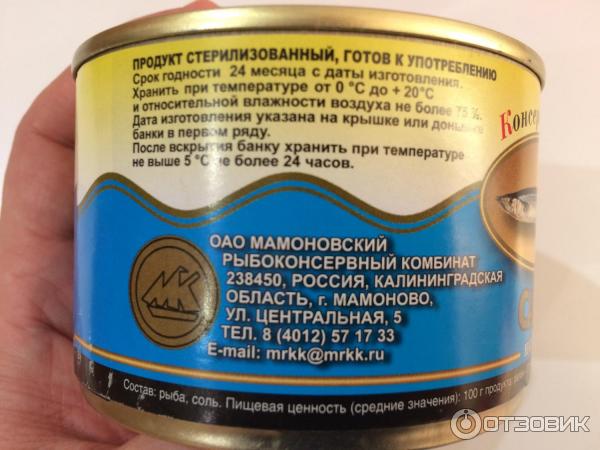 ПРОДУКТ СТЕРИЛИЗОВАННЫЙ, ГОТОВ К УПОТРЕБЛЕНИЮ
Срок годности 24 месяца с даты изготовления.
Хранить при температуре от 0 °С до + 20°С
и относительной влажности воздуха не более 75 %.
Дата изготовления указана на крышке или
банки в первом ряду.
После вскрытия банку хранить при температуре
не выше 5 °С не более 24 часов.
ОАО МАМОНОВСКИЙ
РЫБОКОНСЕРВНЫЙ КОМБИНАТ
238450, РОССИЯ, КАЛИНИНГРАДСКАЯ
ОБЛАСТЬ, г. МАМОНОВО,
УЛ. ЦЕНТРАЛЬНАЯ, 5
ТЕЛ. 8 (4012) 57 17 33
E-mail: mrkk@mrkk.ru
Состав: рыба, соль. Пищевая ценность (средние значения): 100 г продукта
ОТЗОВИК